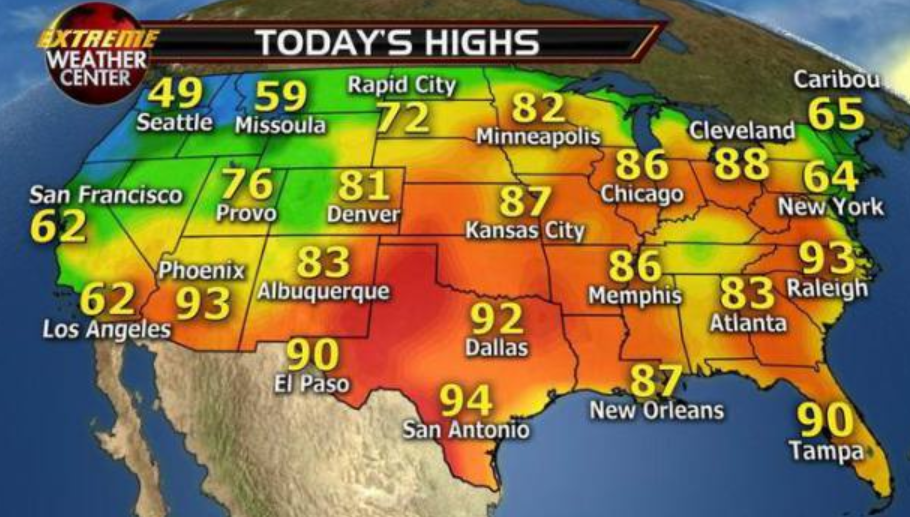 EXTREME
WEATHER
CENTER
TODAY'S HIGHS
49
Seattle
59
Missoula
Rapid City
72
82
Minneapolis
Caribou
65
Cleveland
88
86
Chicago
64
New York
San Francisco
62
76
Provo
81
Denver
87
Kansas City
Phoenix
93
62
Los Angeles
83
Albuquerque
86
Memphis
83
Atlanta
93
Raleigh
90
El Paso
92
Dallas
94
San Antonio
87
New Orleans
90
Tampa